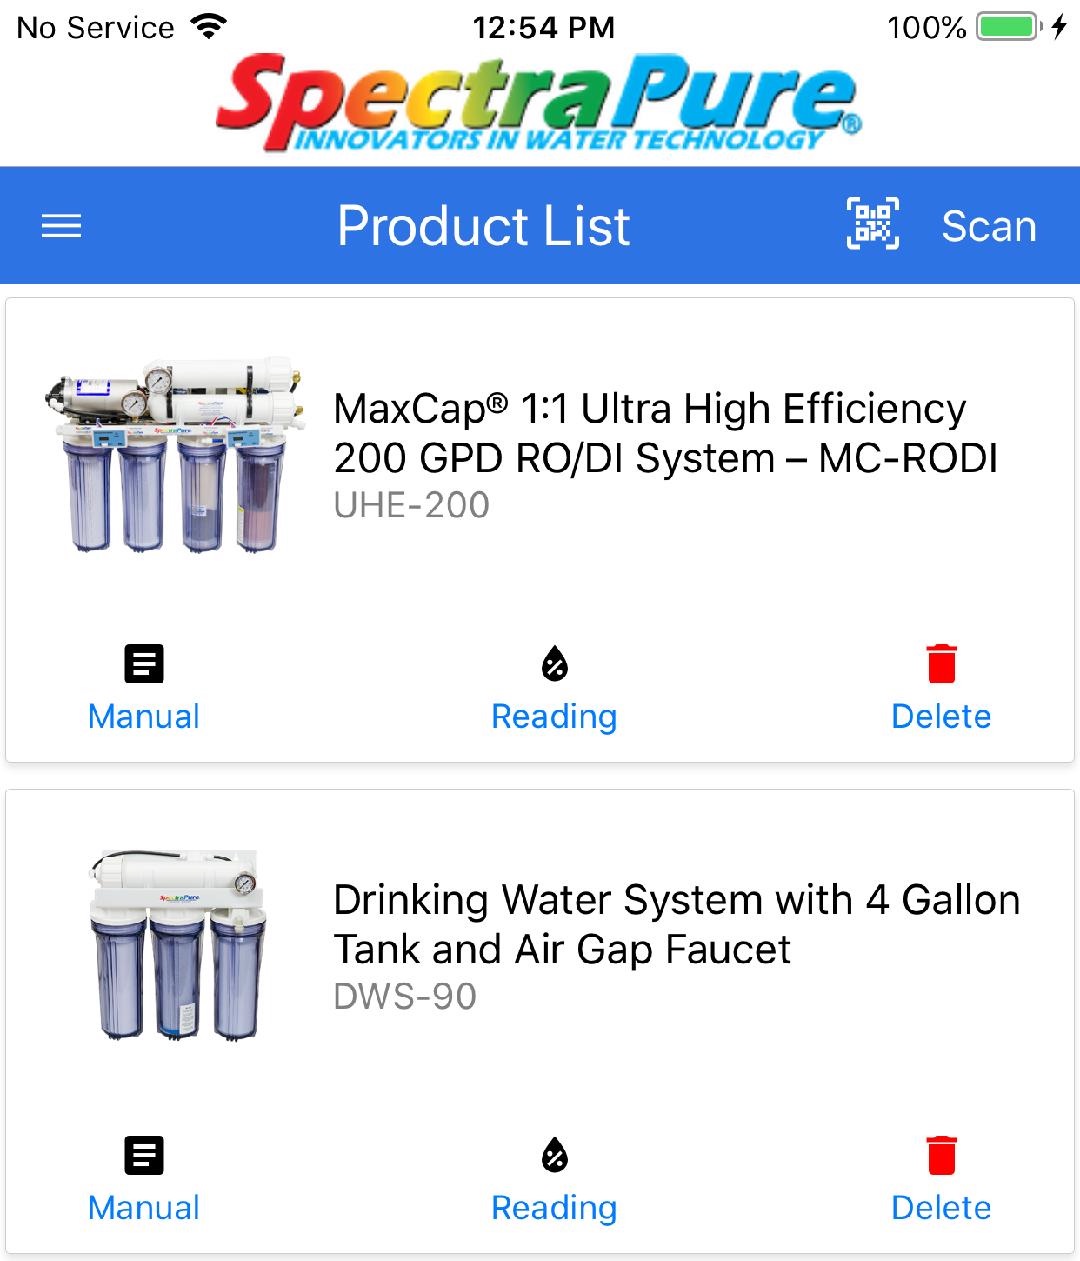 No Service 12:54 PM 100%
SpectraPure®
INNOVATORS IN WATER TECHNOLOGY
Product List Scan
MaxCap® 1:1 Ultra High Efficiency
200 GPD RO/DI System – MC-RODI
UHE-200
Manual Reading Delete
SpectraPure
Drinking Water System with 4 Gallon
Tank and Air Gap Faucet
DWS-90
Manual Reading Delete